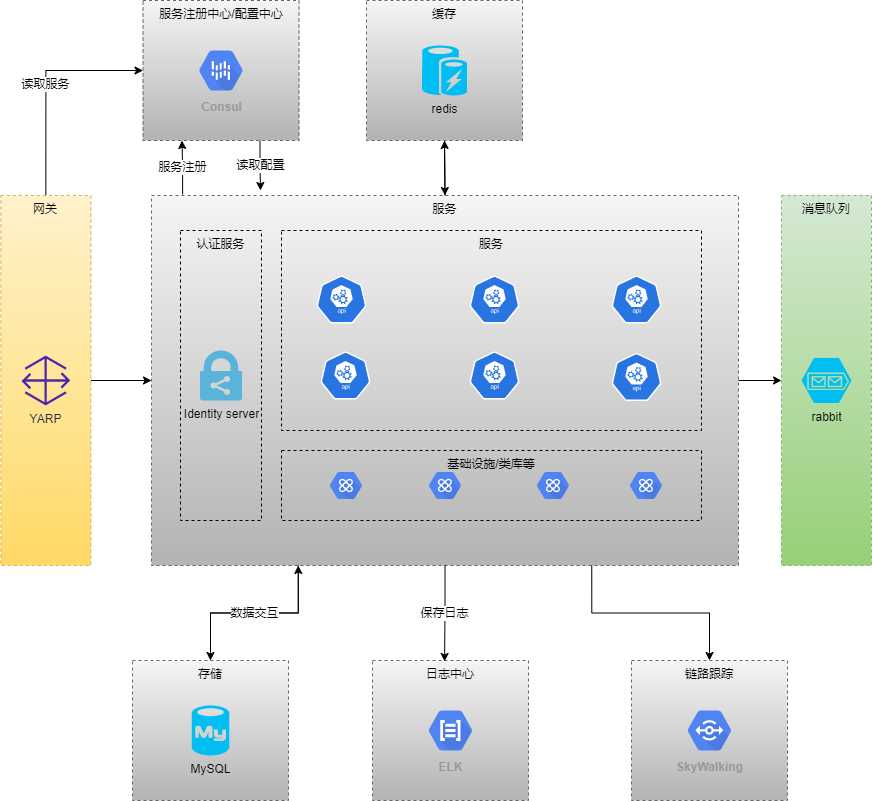 服务注册中心/配置中心
Consul
缓存
redis
读取服务
服务注册
读取配置
网关
YARP
服务
认证服务
Identity server
服务
api
api
api
api
api
api
基础设施/类库等
消息队列
rabbit
数据交互
保存日志
存储
My
MySQL
日志中心
ELK
链路跟踪
SkyWalking